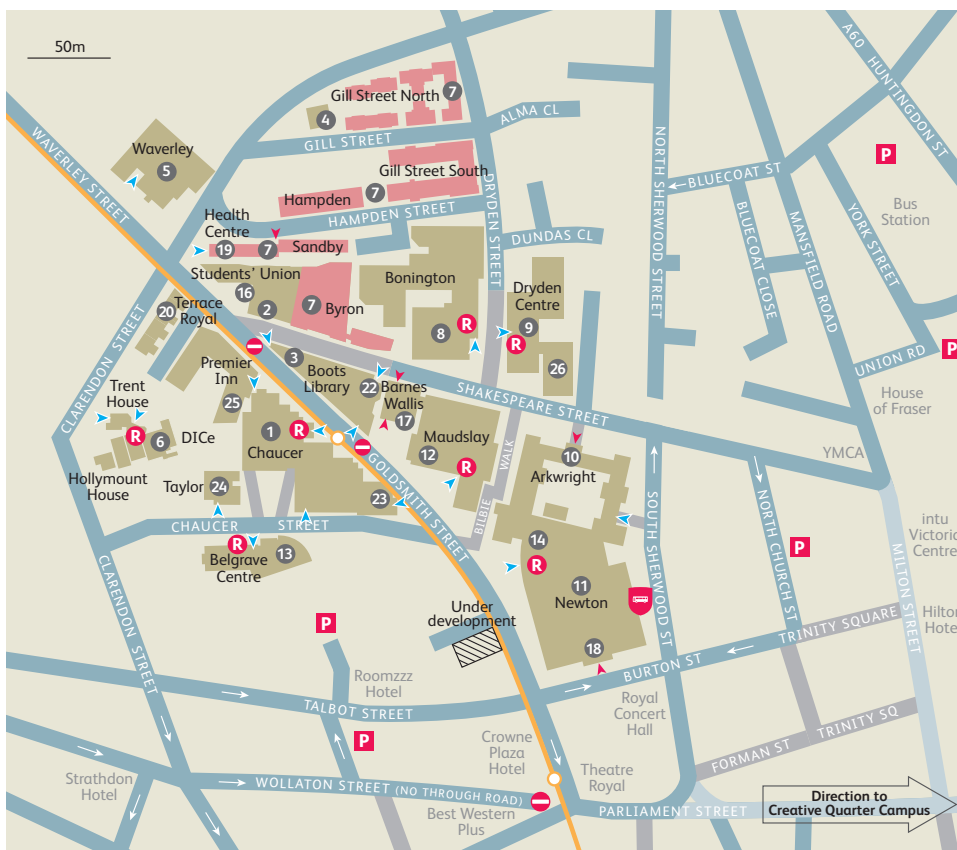 50m
A60 HUNTINGDON ST
Gill Street North
7
4
ALMA CL
GILL STREET
WAVERLEY STREET
Waverley
5
P
Gill Street South
7
Hampden
HAMPDEN STREET
DRYDEN STREET
NORTH SHERWOOD STREET
BLUECOAT ST
BLUECOAT CLOSE
MANSFIELD ROAD
YORK STREET
Bus
Station
Health
Centre
19
7
Sandby
DUNDAS CL
Students’ Union
16
2
7
Byron
Bonington
8
R
Dryden
Centre
9
R
26
20
Terrace
Royal
CLARENDON STREET
3
Boots
Library
22
Barnes
Wallis
17
SHAKESPEARE STREET
UNION RD
P
House
of Fraser
Premier
Inn
25
Trent
House
R
6
DICe
Hollymount
House
1
R
Chaucer
Maudslay
12
R
WALK
BILBIE
10
Arkwright
YMCA
Taylor
24
23
GOLDSMITH STREET
CHAUCER STREET
R
Belgrave
Centre
13
14
R
11
Newton
18
SOUTH SHERWOOD ST
NORTH CHURCH ST
P
intu
Victoria
Centre
MILTON STREET
Hilton
Hotel
CLARENDON STREET
Under
development
P
TRINITY SQUARE
BURTON ST
Roomzzz
Hotel
TALBOT STREET
Royal
Concert
Hall
P
FORMAN ST
TRINITY SQ
Crowne
Plaza
Hotel
Theatre
Royal
Strathdon
Hotel
WOLLATON STREET (NO THROUGH ROAD)
Best Western
Plus
PARLIAMENT STREET
Direction to
Creative Quarter Campus